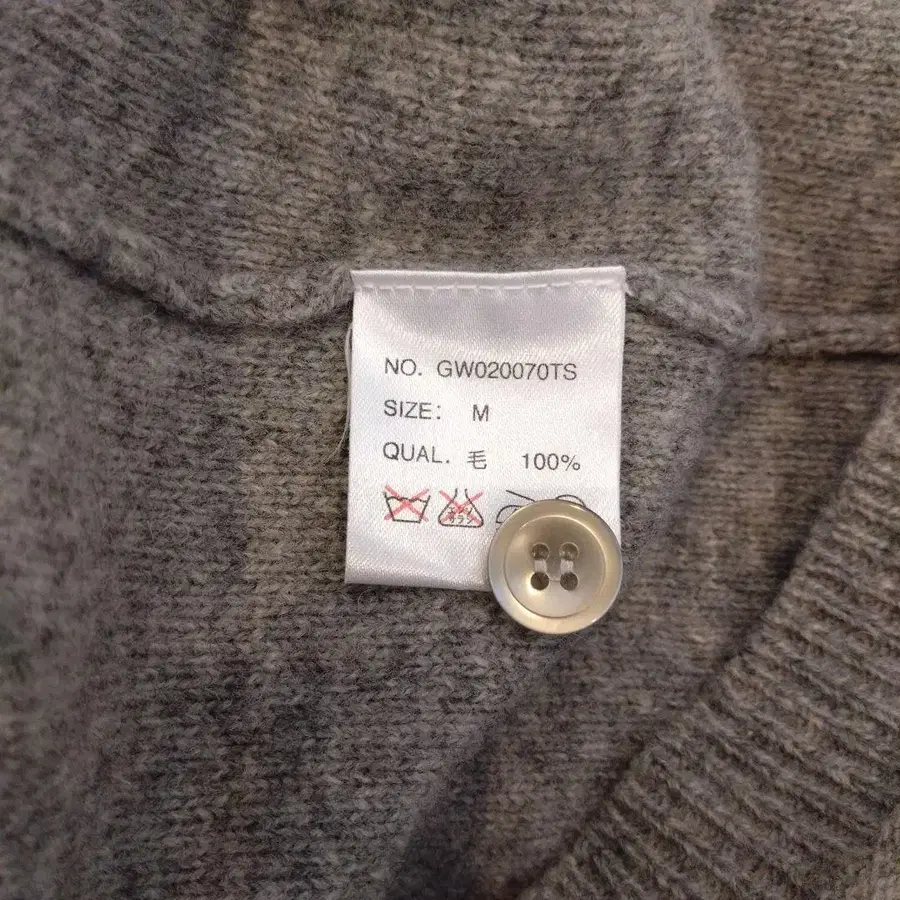 NO. GW020070TS
SIZE: M
QUAL. 毛 100%